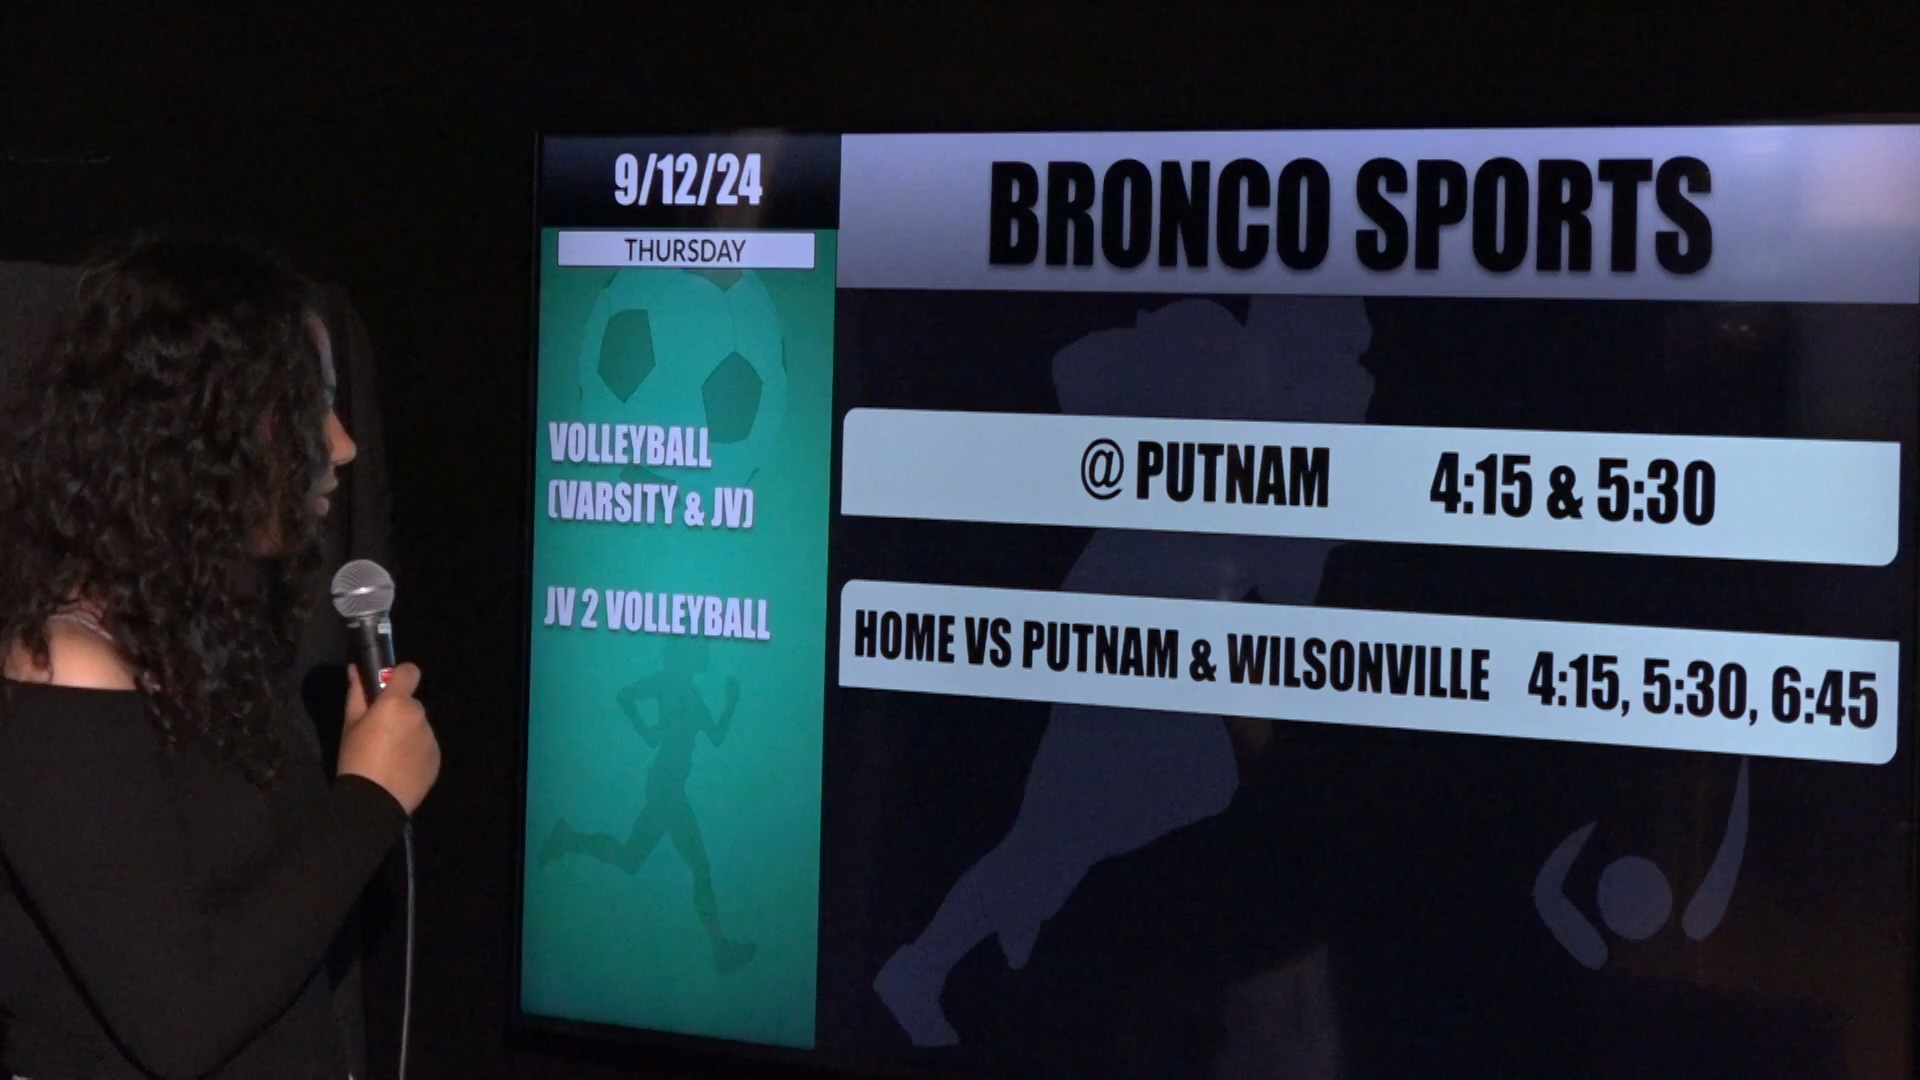 9/12/24
BRONCO SPORTS
THURSDAY
VOLLEYBALL
(VARSITY & JV)
@ PUTNAM 4:15 & 5:30
JV 2 VOLLEYBALL
HOME VS PUTNAM & WILSONVILLE 4:15, 5:30, 6:45